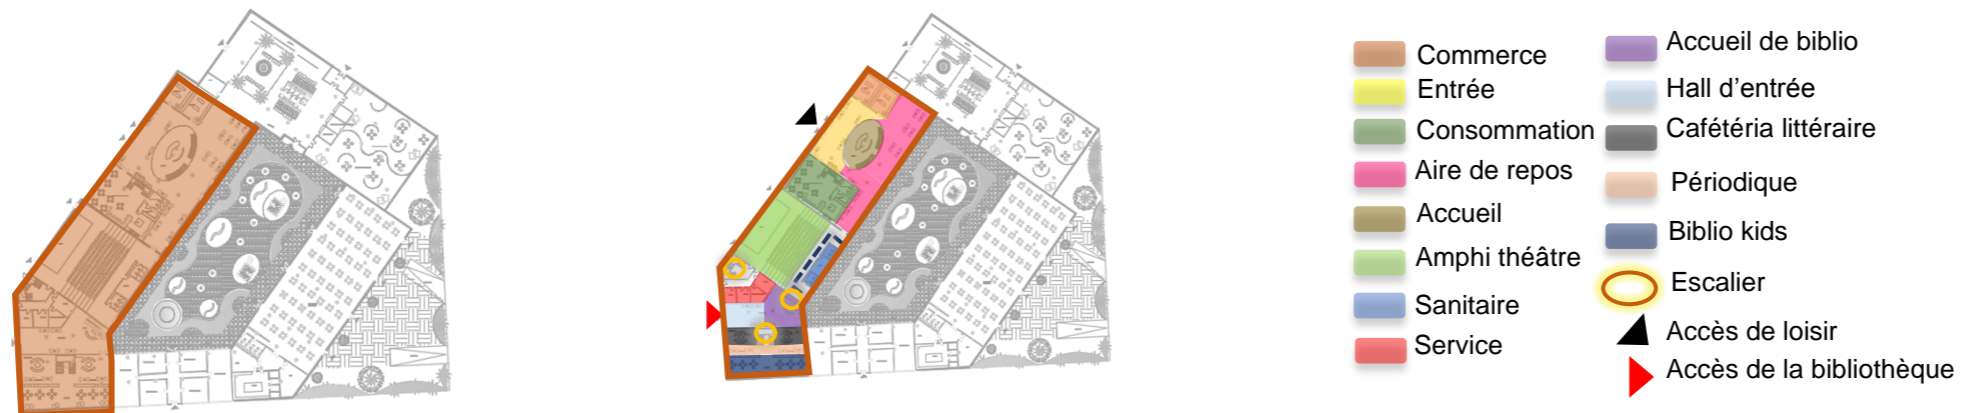 Commerce
Entrée
Consommation
Aire de repos
Accueil
Amphi théâtre
Sanitaire
Service
Accueil de biblio
Hall d’entrée
Cafétéria littéraire
Périodique
Biblio kids
Escalier
Accès de loisir
Accès de la bibliothèque